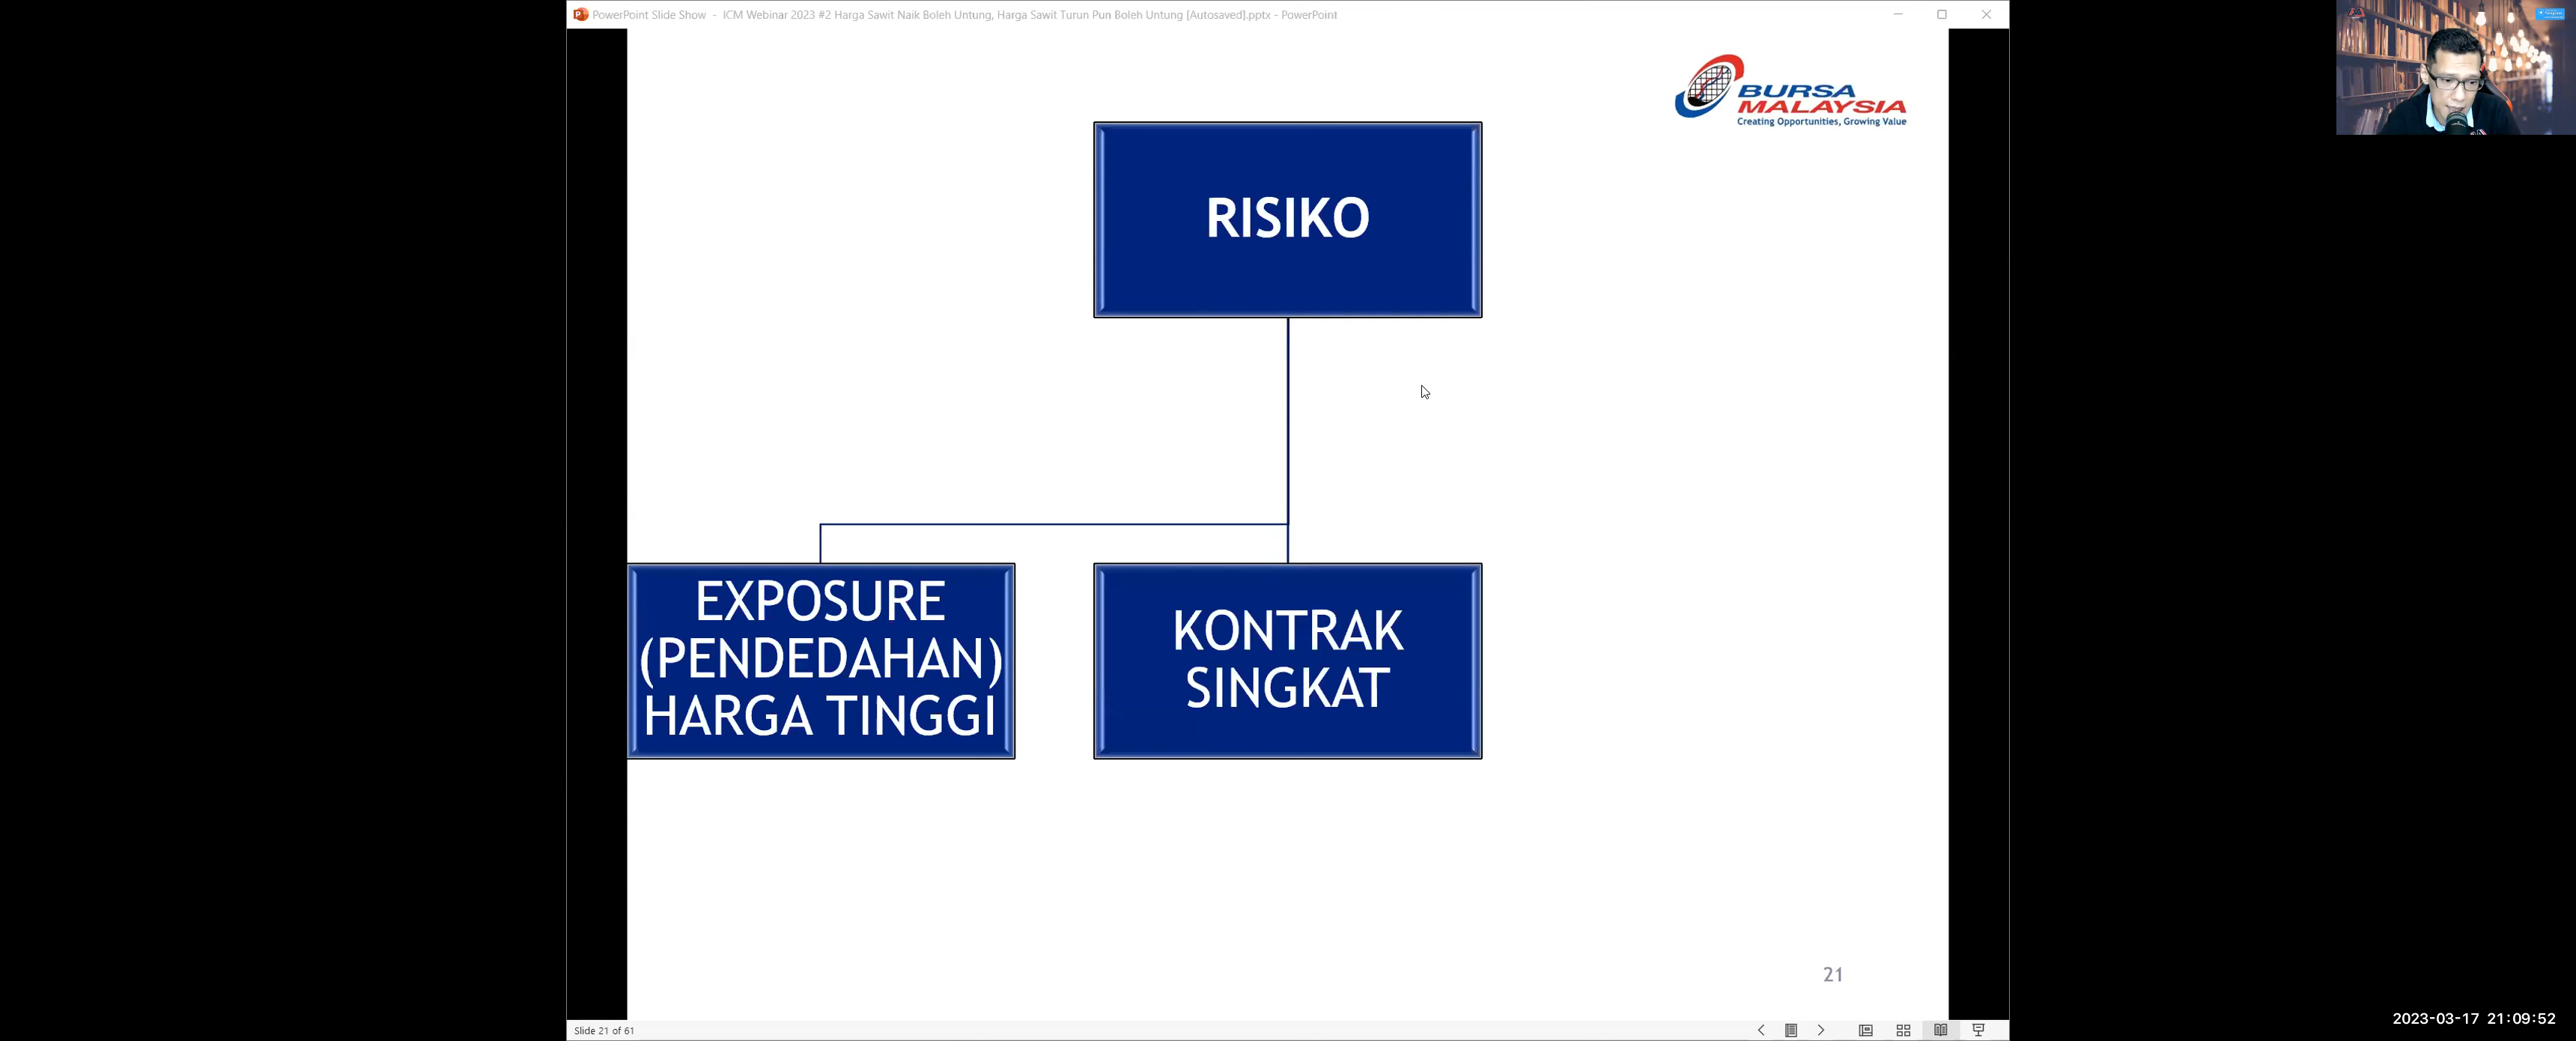 PowerPoint Slide Show - ICM Webinar 2023 #2 Harga Sawit Naik Boleh Untung, Harga Sawit Turun Pun Boleh Untung [Autosaved].pptx - PowerPoint
BURSA
MALAYSIA
Creating Opportunities, Growing Value
RISIKO
EXPOSURE
(PENDEDAHAN)
HARGA TINGGI
KONTRAK
SINGKAT
21
Slide 21 of 61
2023-03-17 21:09:52